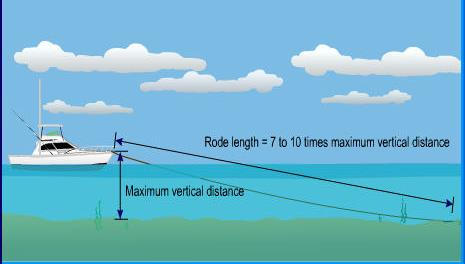 Rode length = 7 to 10 times maximum vertical distance
Maximum vertical distance